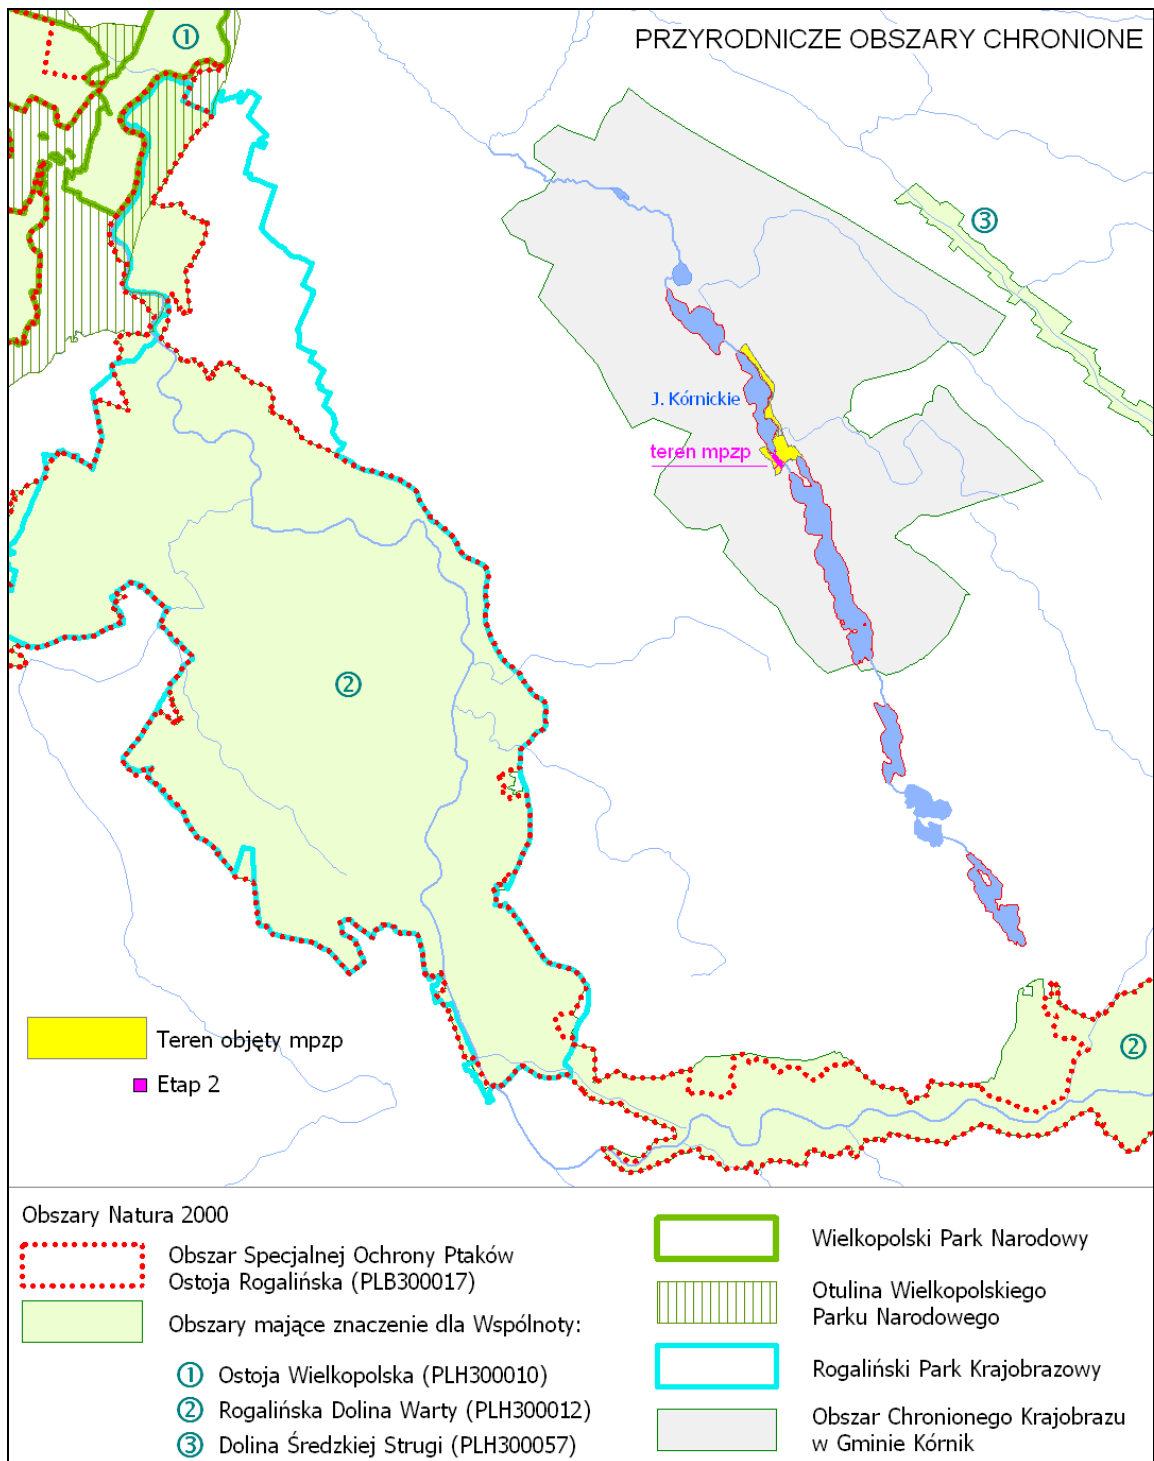 PRZYRODNICZE OBSZARY CHRONIONE
1
3
J. Kórnickie
teren mpzp
2
Teren objęty mpzp
2
Etap 2
Obszary Natura 2000
Obszar Specjalnej Ochrony Ptaków
Ostoja Rogalińska (PLB300017)
Obszary mające znaczenie dla Wspólnoty:
1 Ostoja Wielkopolska (PLH300010)
2 Rogalińska Dolina Warty (PLH300012)
3 Dolina Średzkiej Strugi (PLH300057)
Wielkopolski Park Narodowy
Otulina Wielkopolskiego
Parku Narodowego
Rogaliński Park Krajobrazowy
Obszar Chronionego Krajobrazu
w Gminie Kórnik